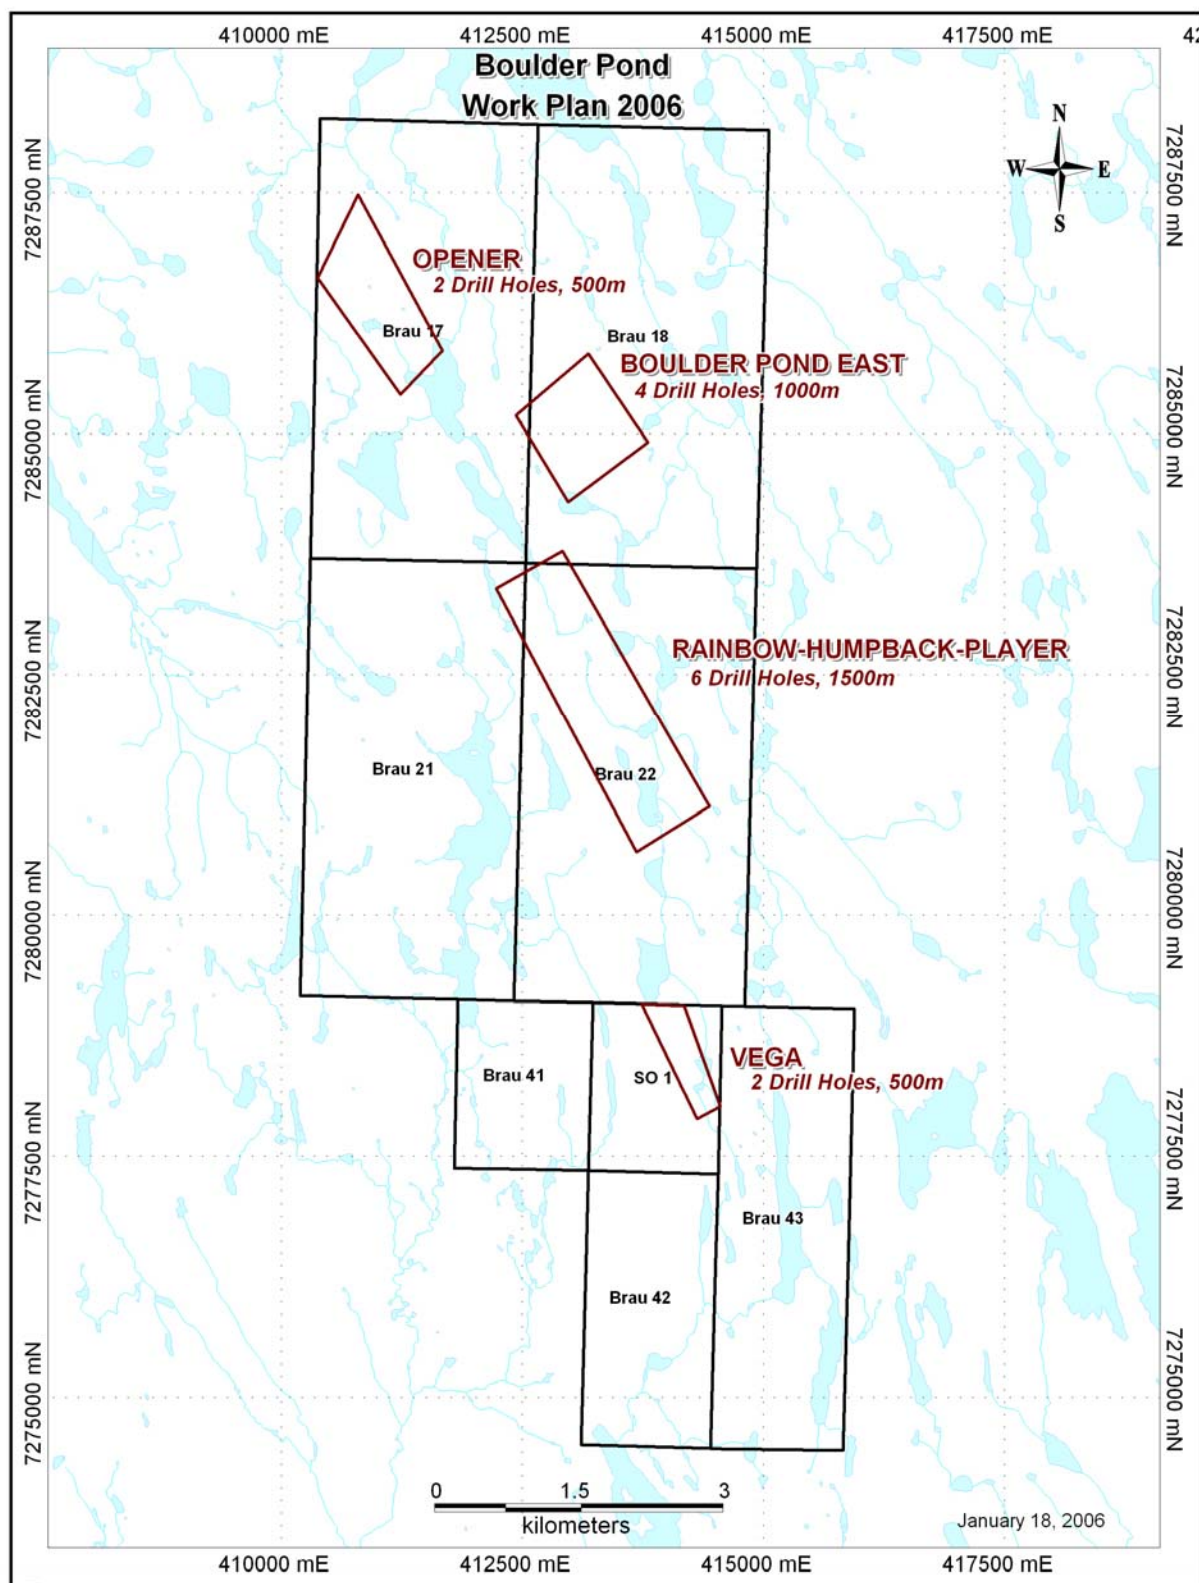 410000 mE 412500 mE 415000 mE 417500 mE 42
Boulder Pond
Work Plan 2006
N
W E
S
7287500 mN
7287500 mN
OPENER
2 Drill Holes, 500m
Brau 17
Brau 18
BOULDER POND EAST
4 Drill Holes, 1000m
7285000 mN
7285000 mN
RAINBOW-HUMPBACK-PLAYER
6 Drill Holes, 1500m
7282500 mN
7282500 mN
Brau 21
Brau 22
7280000 mN
7280000 mN
VEGA
2 Drill Holes, 500m
Brau 41
SO 1
7277500 mN
7277500 mN
Brau 43
Brau 42
7275000 mN
7275000 mN
0 1.5 3
kilometers
January 18, 2006
410000 mE 412500 mE 415000 mE 417500 mE